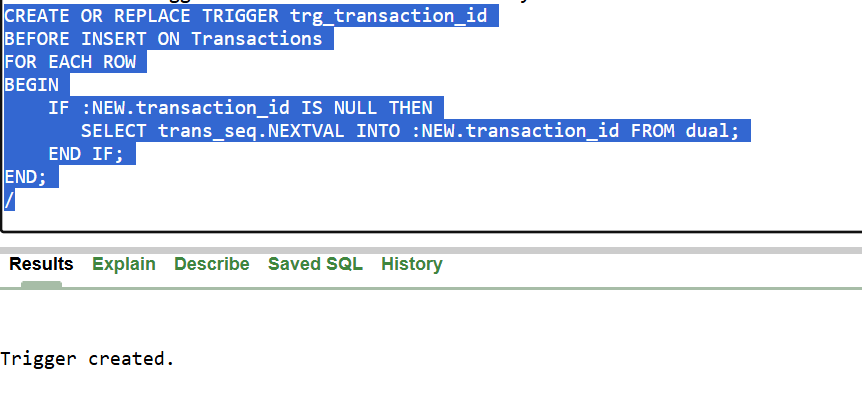 CREATE OR REPLACE TRIGGER trg_transaction_id
BEFORE INSERT ON Transactions
FOR EACH ROW
BEGIN
    IF :NEW.transaction_id IS NULL THEN
       SELECT trans_seq.NEXTVAL INTO :NEW.transaction_id FROM dual;
    END IF;
END;
/
Results Explain Describe Saved SQL History
Trigger created.